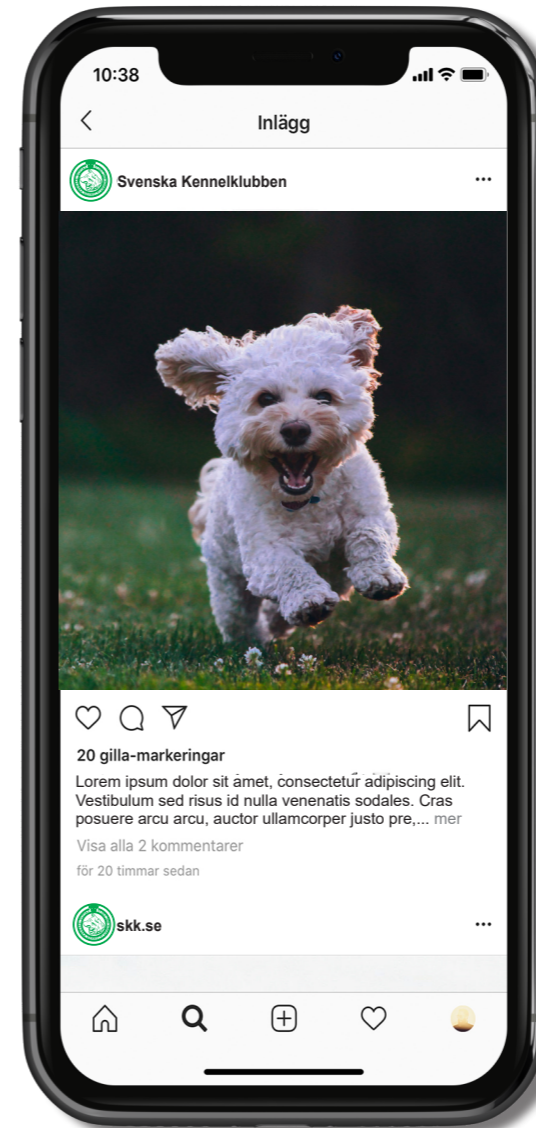 10:38
Inlägg
Svenska Kennelklubben
20 gilla-markeringar
Lorem ipsum dolor sit amet, consectetur adipiscing elit.
Vestibulum sed risus id nulla venenatis sodales. Cras
posuere arcu arcu, auctor ullamcorper justo pre,... mer
Visa alla 2 kommentarer
för 20 timmar sedan
skk.se